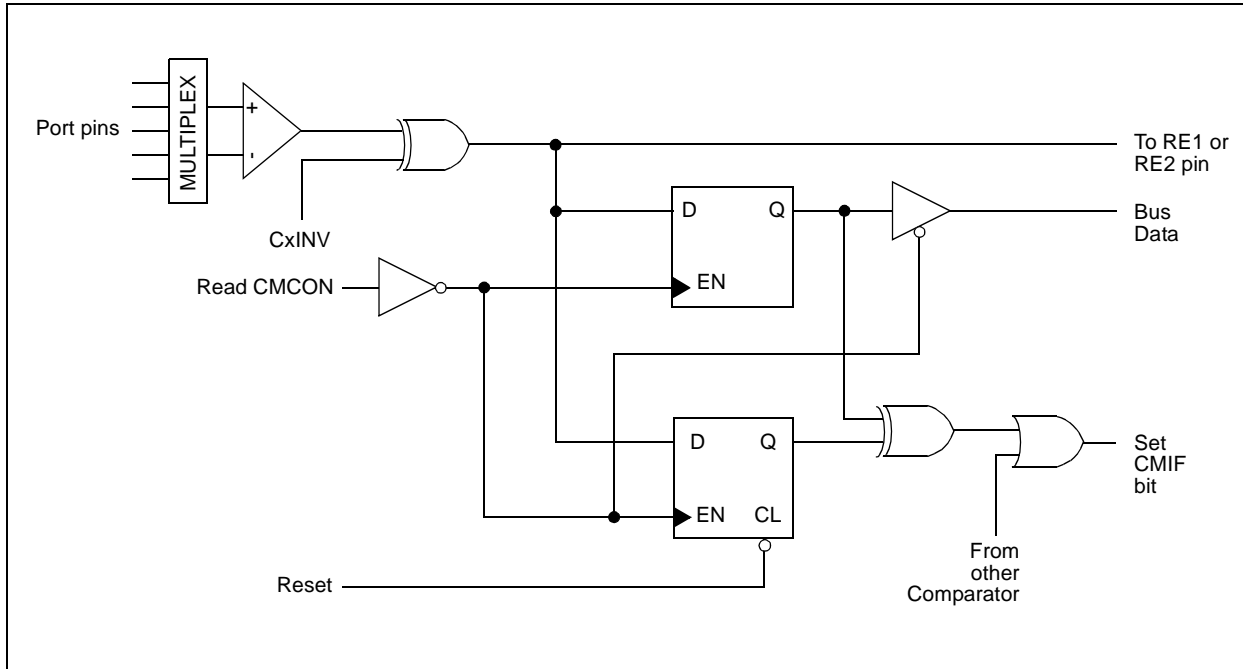 Port pins
MULTIPLEX
+
-
CxINV
To RE1 or
RE2 pin
D
Q
EN
Bus
Data
Read CMCON
D
Q
EN
CL
Set
CMIF
bit
From
other
Comparator
Reset